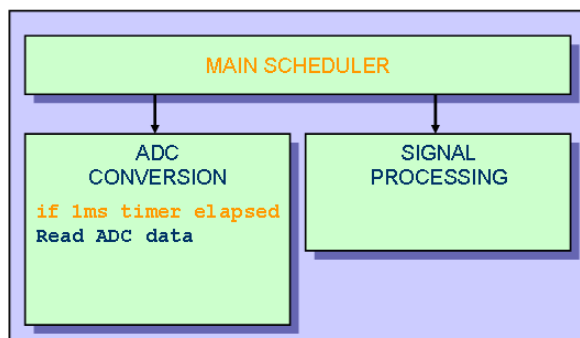 MAIN SCHEDULER
ADC
CONVERSION
if 1ms timer elapsed
Read ADC data
SIGNAL
PROCESSING